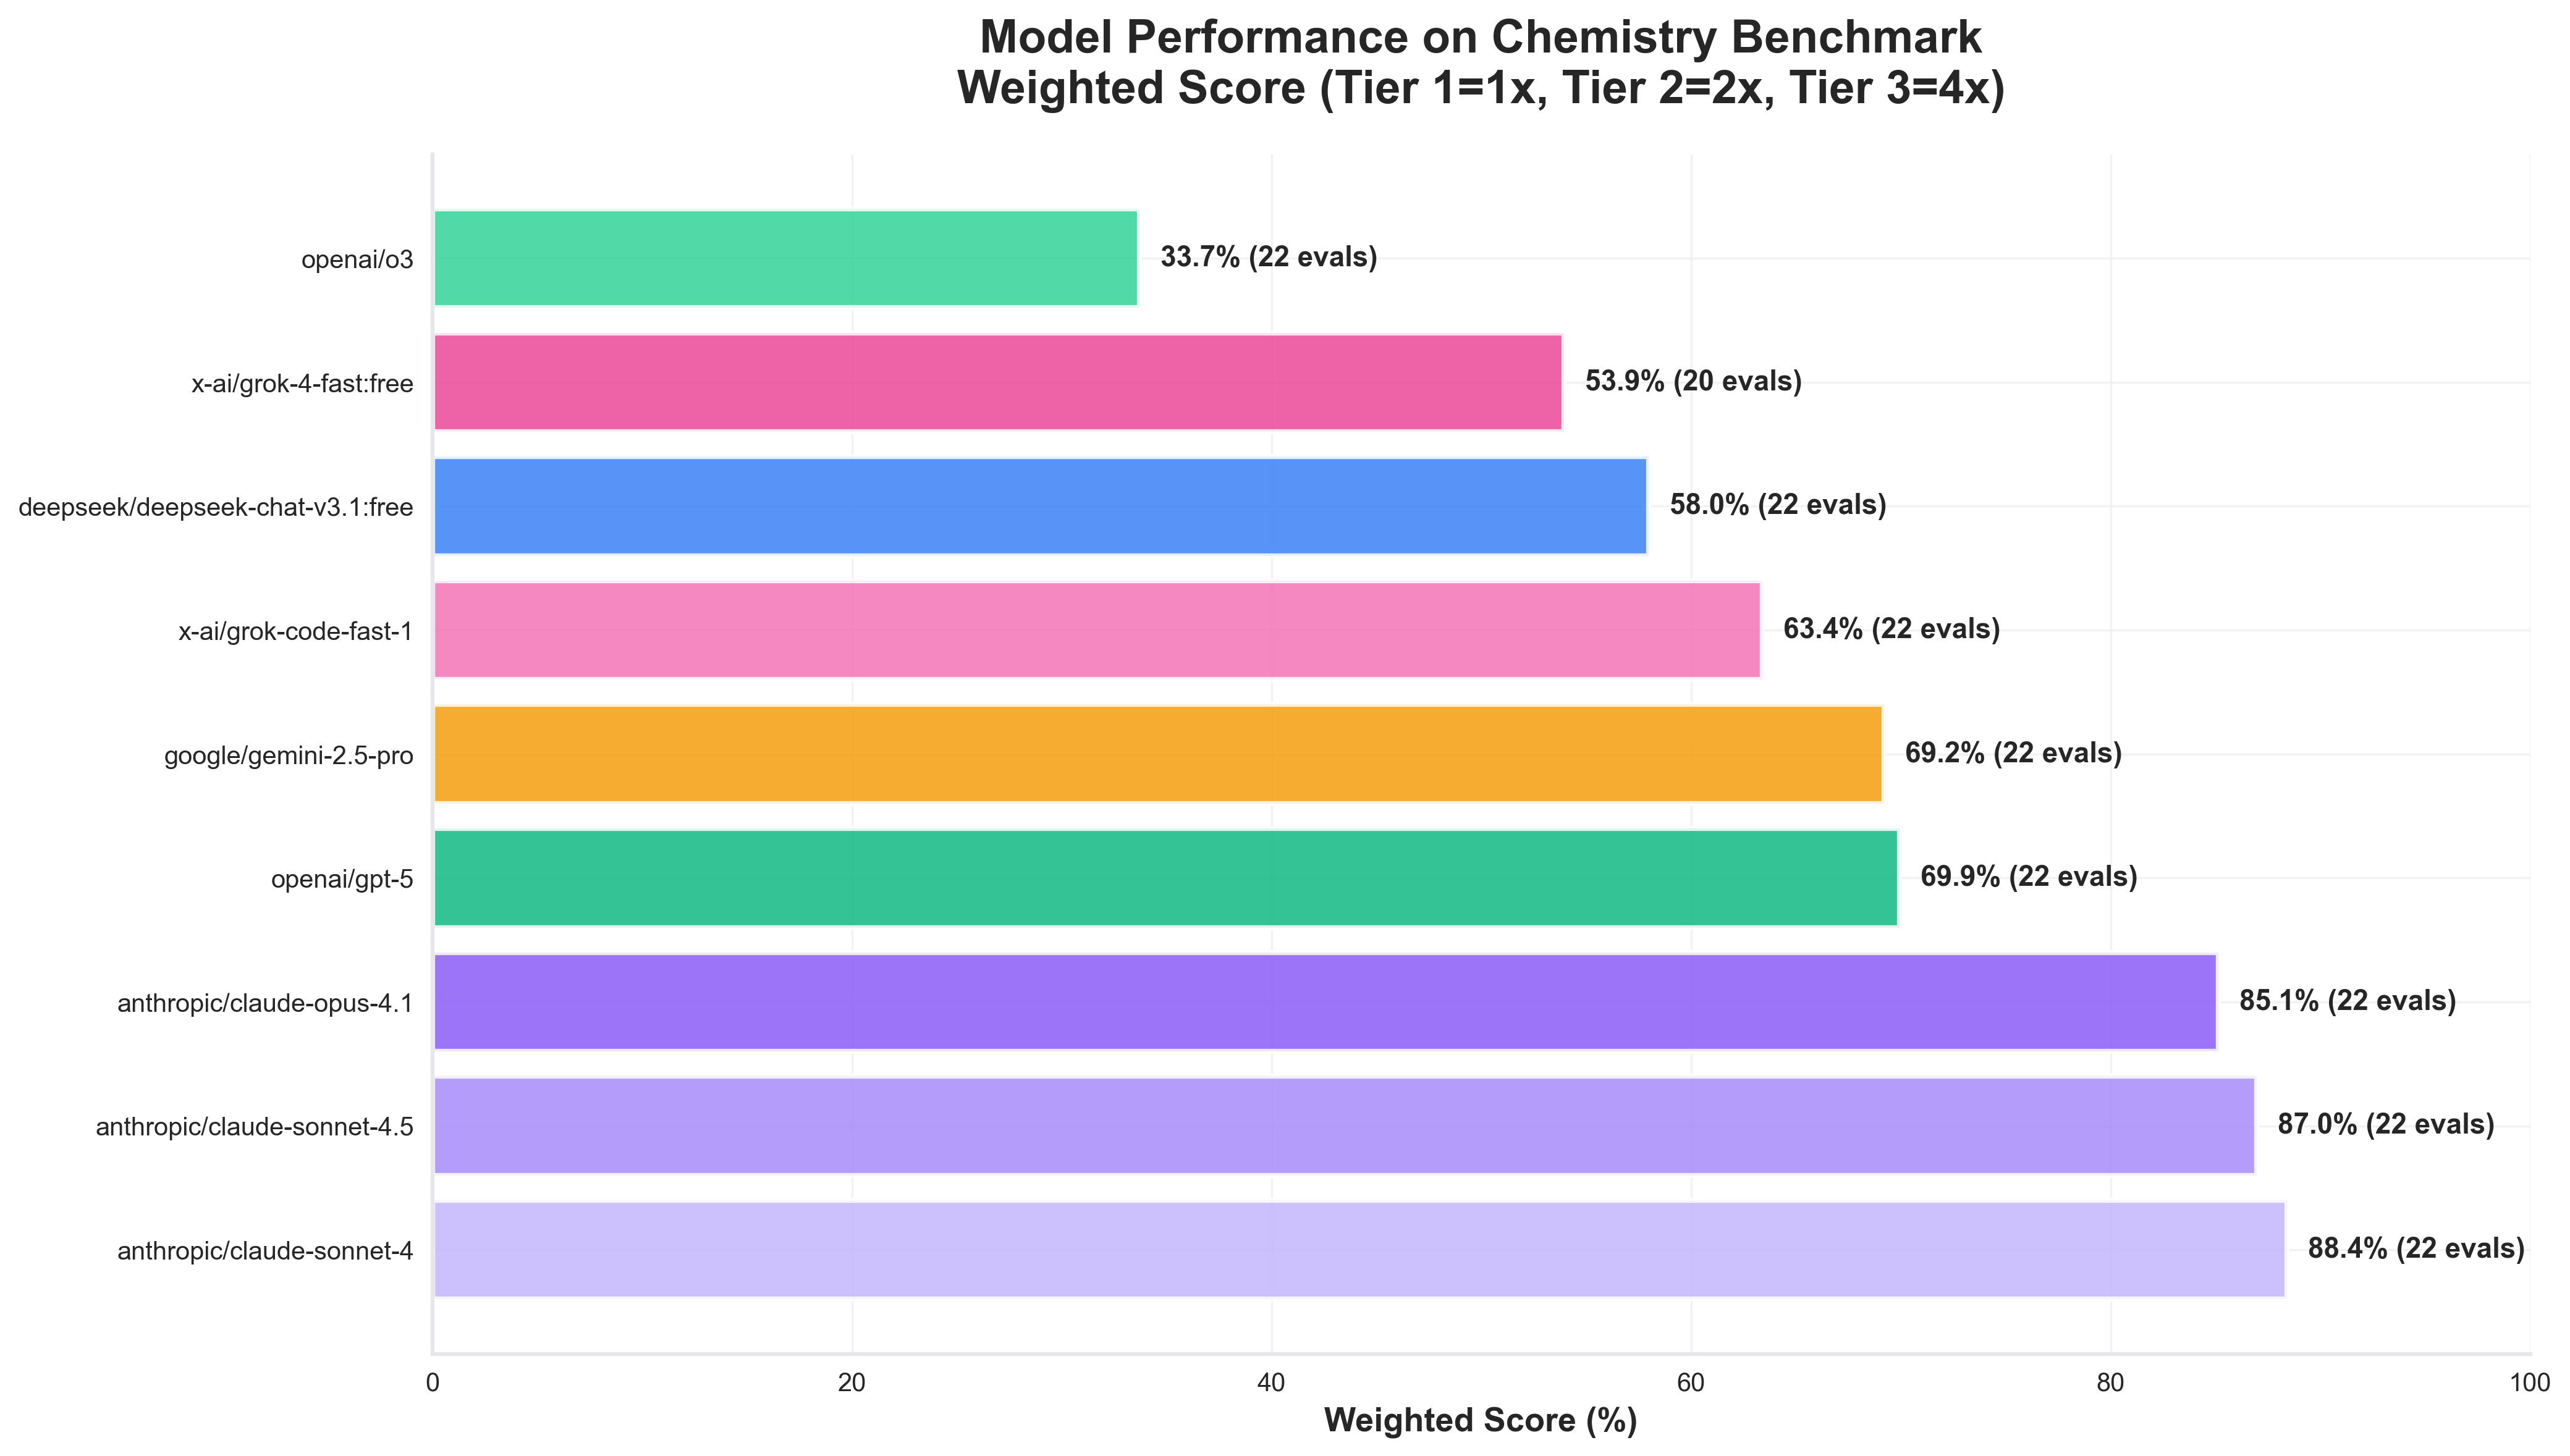 Model Performance on Chemistry Benchmark
Weighted Score (Tier 1=1x, Tier 2=2x, Tier 3=4x)
openai/o3
33.7% (22 evals)
x-ai/grok-4-fast:free
53.9% (20 evals)
deepseek/deepseek-chat-v3.1:free
58.0% (22 evals)
x-ai/grok-code-fast-1
63.4% (22 evals)
google/gemini-2.5-pro
69.2% (22 evals)
openai/gpt-5
69.9% (22 evals)
anthropic/claude-opus-4.1
85.1% (22 evals)
anthropic/claude-sonnet-4.5
87.0% (22 evals)
anthropic/claude-sonnet-4
88.4% (22 evals)
0 20 40 60 80 100
Weighted Score (%)